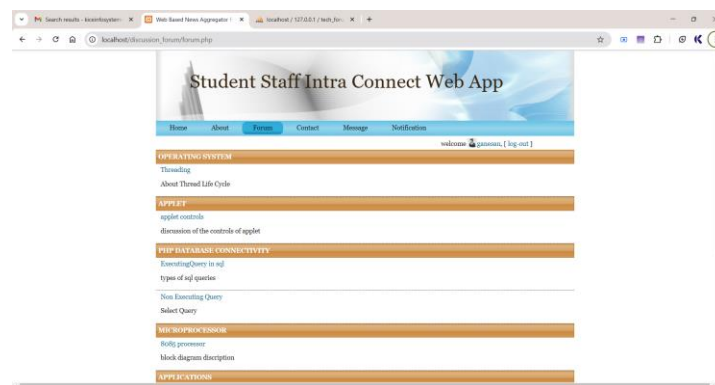 Search results - kiceinfosystem
Web Based News Aggregator
localhost / 127.0.0.1 / tech_for
localhost/discussion_forum/forum.php
Student Staff Intra Connect Web App
Home About Forum Contact Message Notification
welcome ganesan, [ log-out ]
OPERATING SYSTEM
Threading
About Thread Life Cycle
APPLET
applet controls
discussion of the controls of applet
PHP DATABASE CONNECTIVITY
ExecutingQuery in sql
types of sql queries
Non Executing Query
Select Query
MICROPROCESSOR
8085 processor
block diagram discription
APPLICATIONS